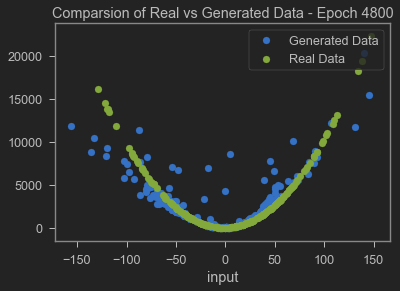 Comparsion of Real vs Generated Data - Epoch 4800
Generated Data
Real Data
20000
15000
10000
5000
0
−150 −100 −50 0 50 100 150
input